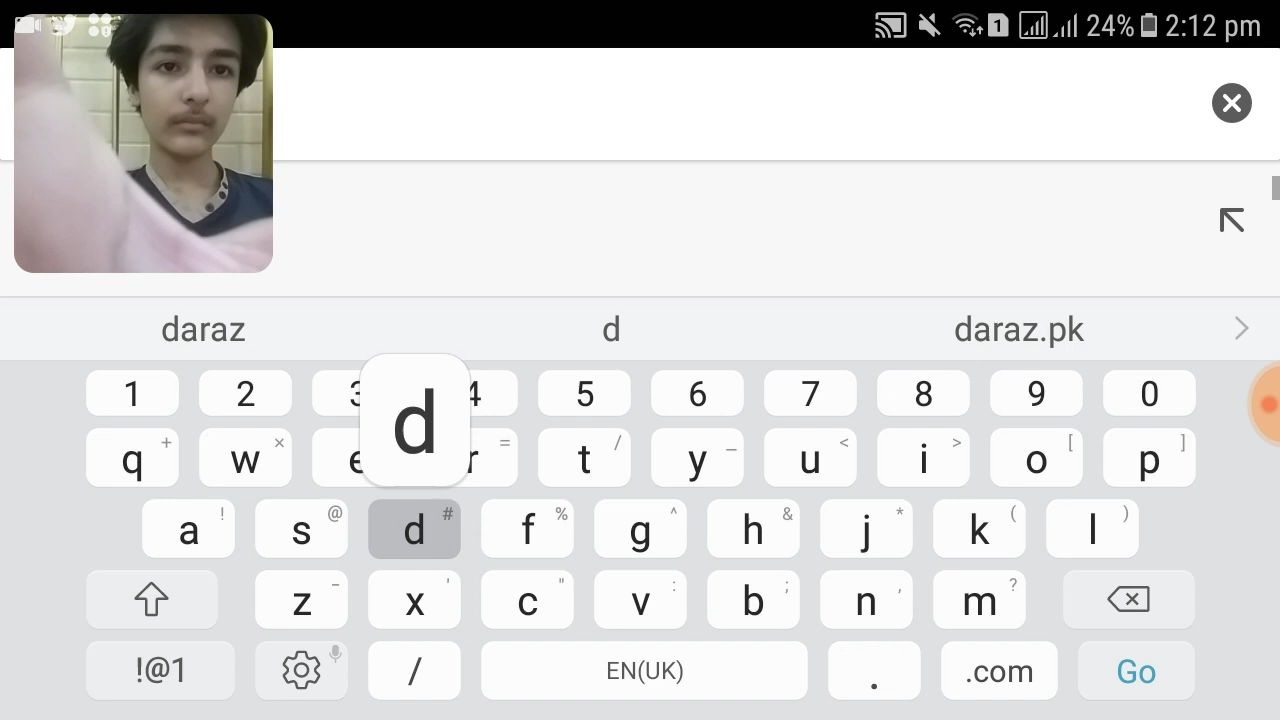 1 24% 2:12 pm
daraz d daraz.pk
1 2 3 4 5 6 7 8 9 0
q + w × e r = t / y _ u < i > o [ p ]
d
a ! s @ d # f % g ^ h & j * k ( l )
z - x ' c " v : b ; n , m ?
!@1 / EN(UK) . .com Go